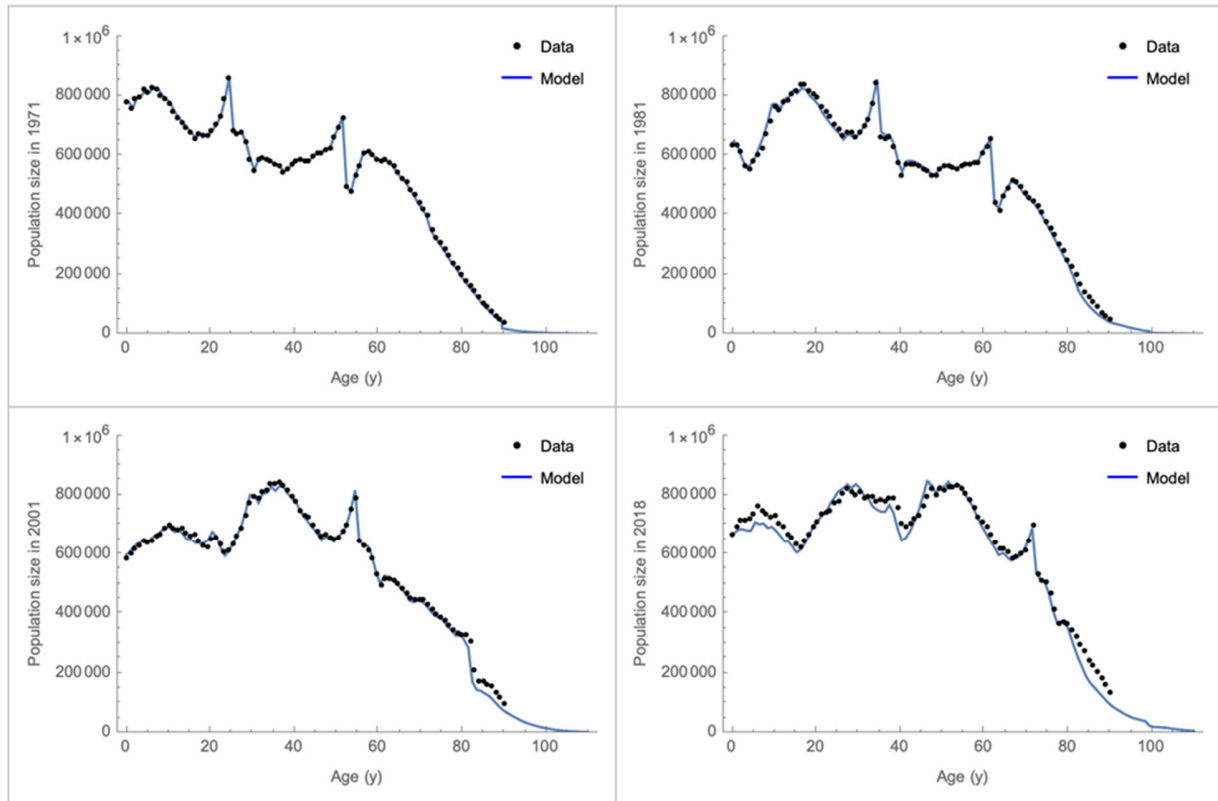 1 × 10⁶
800 000
600 000
400 000
200 000
0
0 20 40 60 80 100
Age (y)
Population size in 1971
Data
Model
1 × 10⁶
800 000
600 000
400 000
200 000
0
0 20 40 60 80 100
Age (y)
Population size in 1981
Data
Model
1 × 10⁶
800 000
600 000
400 000
200 000
0
0 20 40 60 80 100
Age (y)
Population size in 2001
Data
Model
1 × 10⁶
800 000
600 000
400 000
200 000
0
0 20 40 60 80 100
Age (y)
Population size in 2018
Data
Model